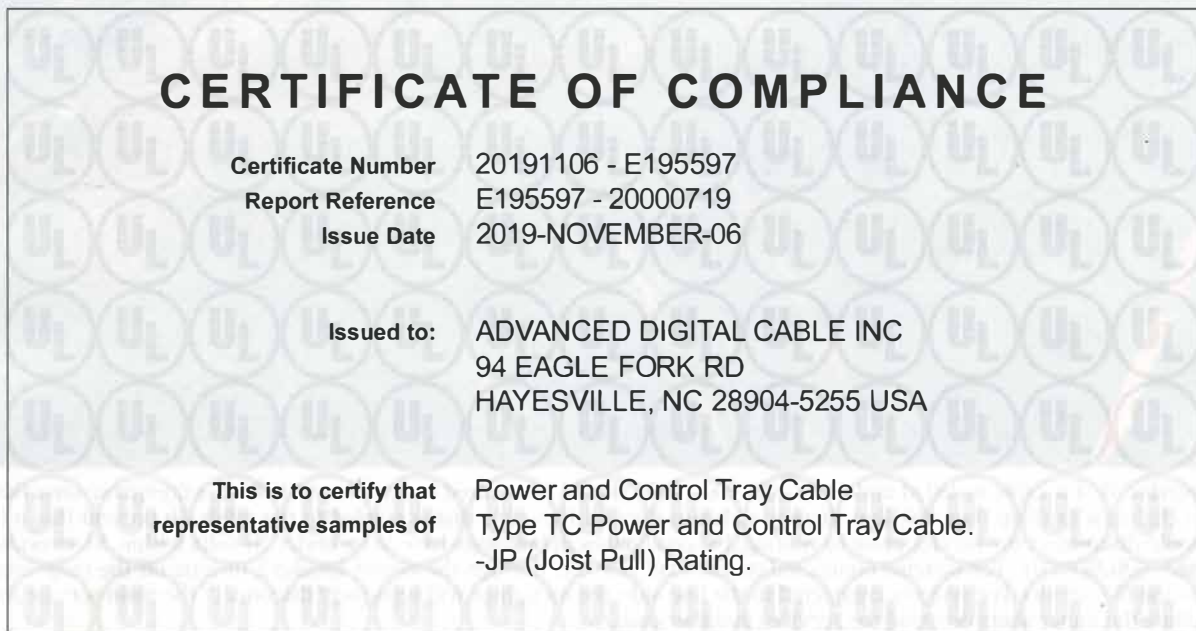 CERTIFICATE OF COMPLIANCE
Certificate Number 20191106 - E195597
Report Reference E195597 - 20000719
Issue Date 2019-NOVEMBER-06
Issued to: ADVANCED DIGITAL CABLE INC
94 EAGLE FORK RD
HAYESVILLE, NC 28904-5255 USA
This is to certify that Power and Control Tray Cable
representative samples of Type TC Power and Control Tray Cable.
-JP (Joist Pull) Rating.